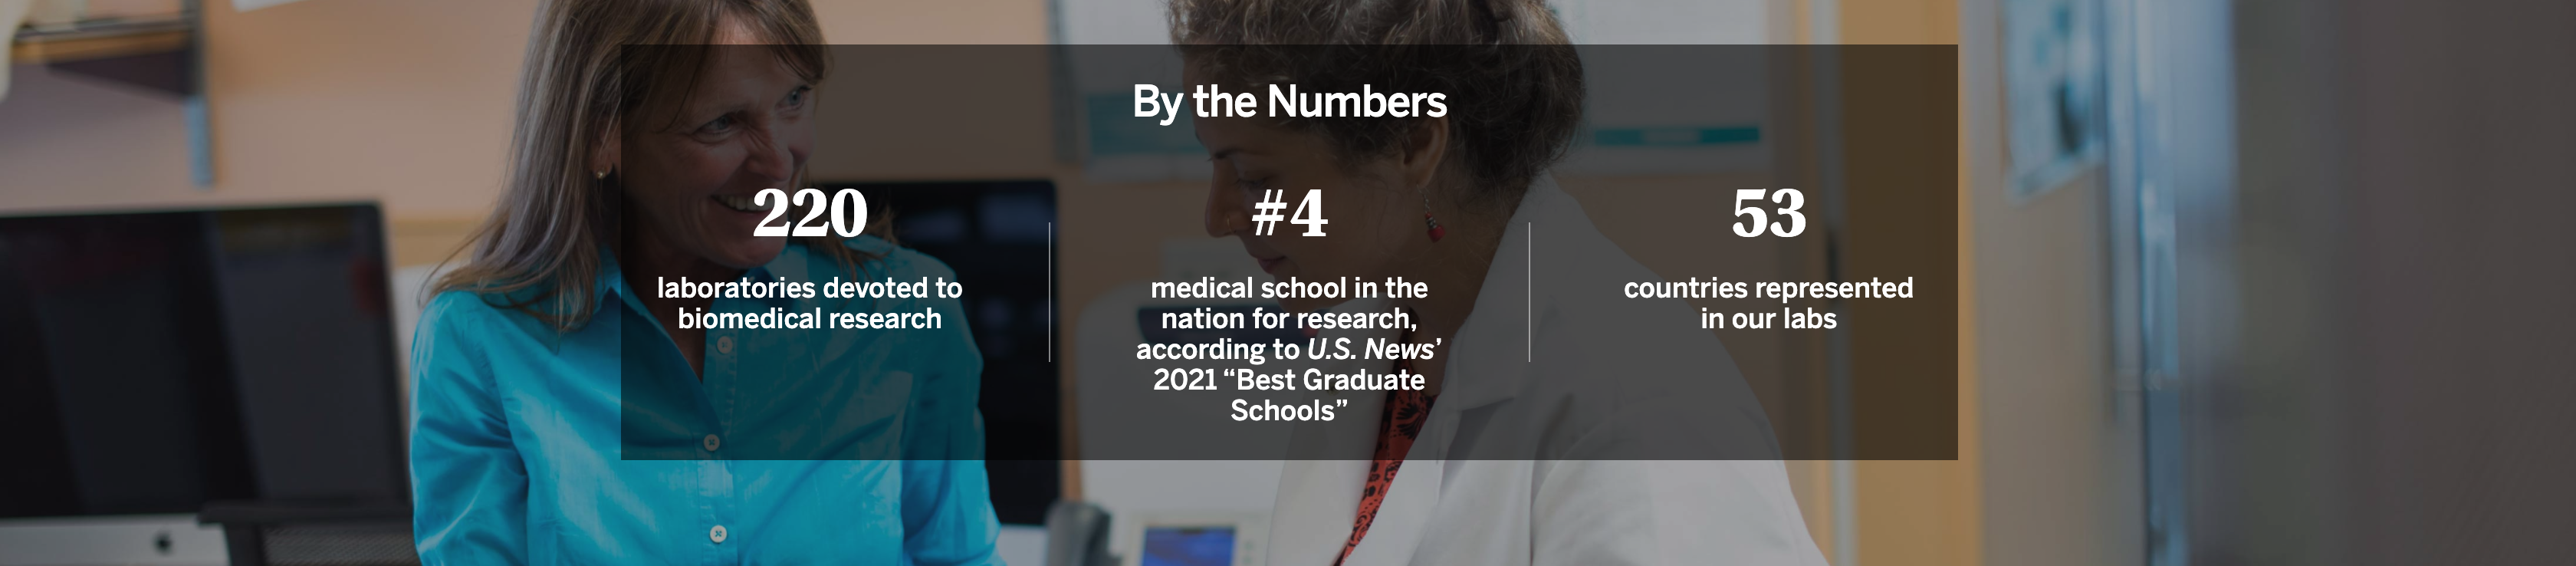 By the Numbers
220
laboratories devoted to
biomedical research
#4
medical school in the
nation for research,
according to U.S. News’
2021 “Best Graduate
Schools”
53
countries represented
in our labs